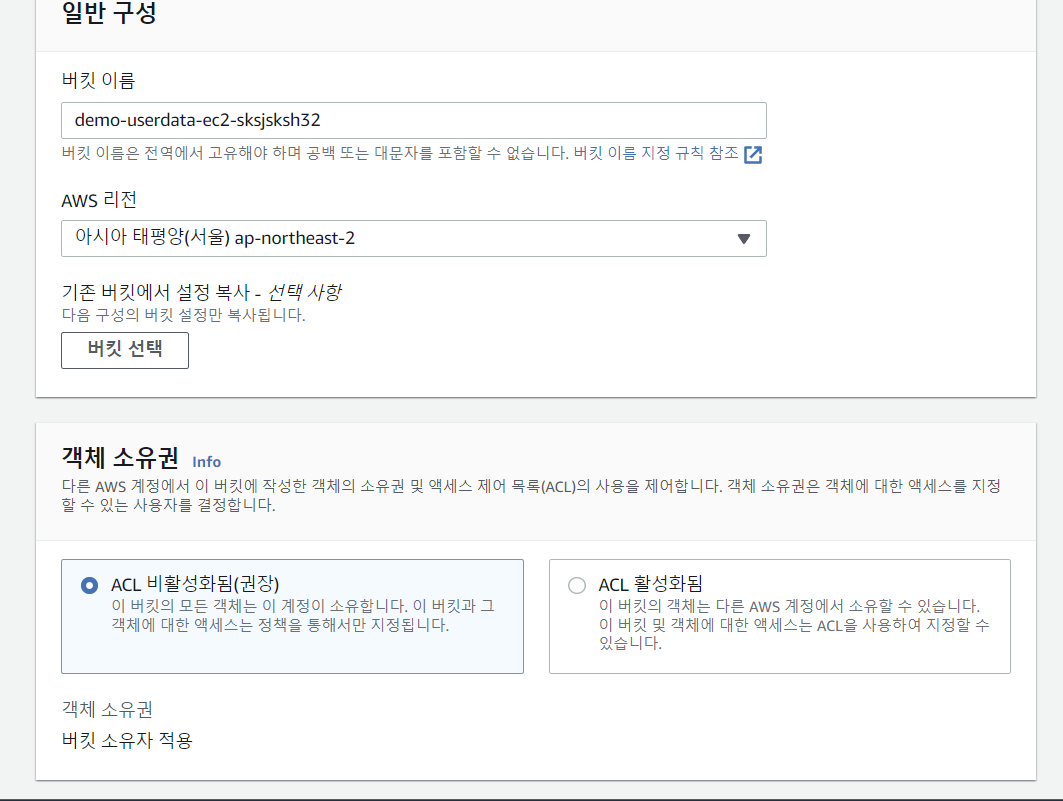 일반 구성
버킷 이름
demo-userdata-ec2-sksjsksh32
버킷 이름은 전역에서 고유해야 하며 공백 또는 대문자를 포함할 수 없습니다. 버킷 이름 지정 규칙 참조
AWS 리전
아시아 태평양(서울) ap-northeast-2
기존 버킷에서 설정 복사 - 선택 사항
다음 구성의 버킷 설정만 복사됩니다.
버킷 선택
객체 소유권 Info
다른 AWS 계정에서 이 버킷에 작성한 객체의 소유권 및 액세스 제어 목록(ACL)의 사용을 제어합니다. 객체 소유권은 객체에 대한 액세스를 지정
할 수 있는 사용자를 결정합니다.
ACL 비활성화됨(권장)
이 버킷의 모든 객체는 이 계정이 소유합니다. 이 버킷과 그
객체에 대한 액세스는 정책을 통해서만 지정됩니다.
ACL 활성화됨
이 버킷의 객체는 다른 AWS 계정에서 소유할 수 있습니다.
이 버킷 및 객체에 대한 액세스는 ACL을 사용하여 지정할 수
있습니다.
객체 소유권
버킷 소유자 적용